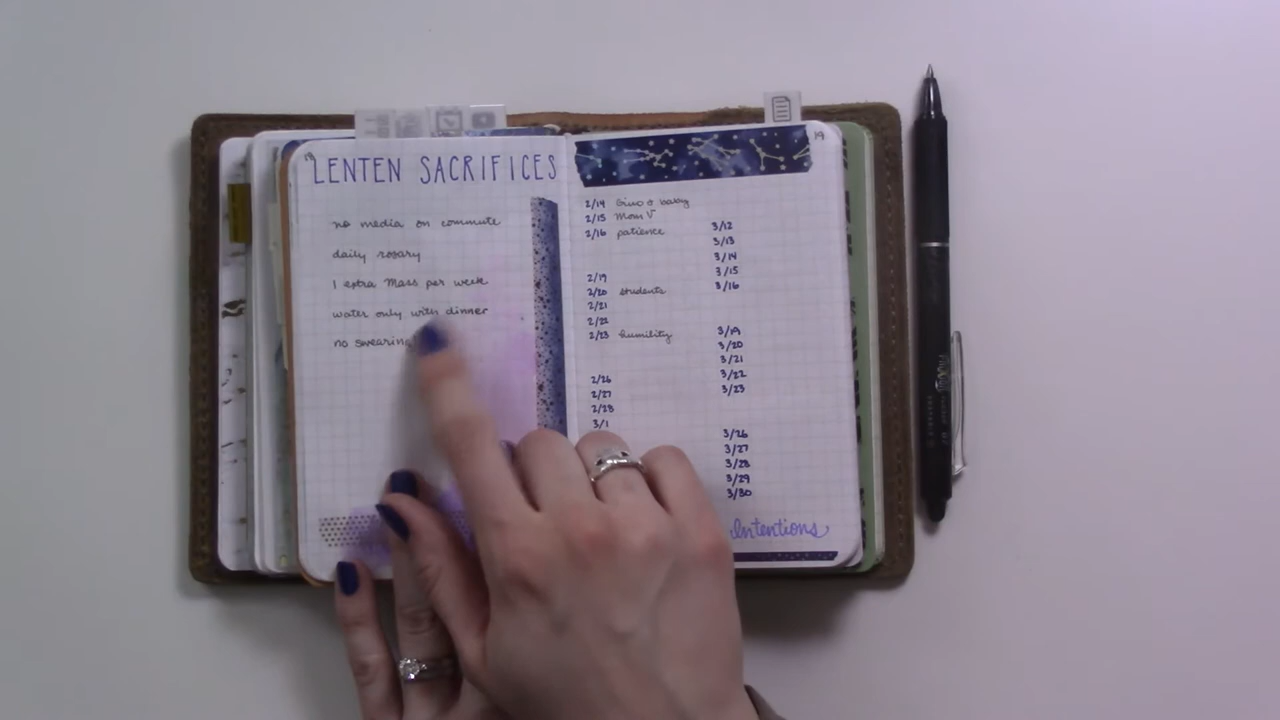 18
LENTEN SACRIFICES
no media on commute
daily rosary
1 extra Mass per week
water only with dinner
no swearing
19
2/14 Gino & baby
2/15 Mom V
2/16 patience
2/19
2/20 students
2/21
2/22
2/23 humility
2/26
2/27
2/28
3/1
3/12
3/13
3/14
3/15
3/16
3/19
3/20
3/21
3/22
3/23
3/26
3/27
3/28
3/29
3/30
Intentions